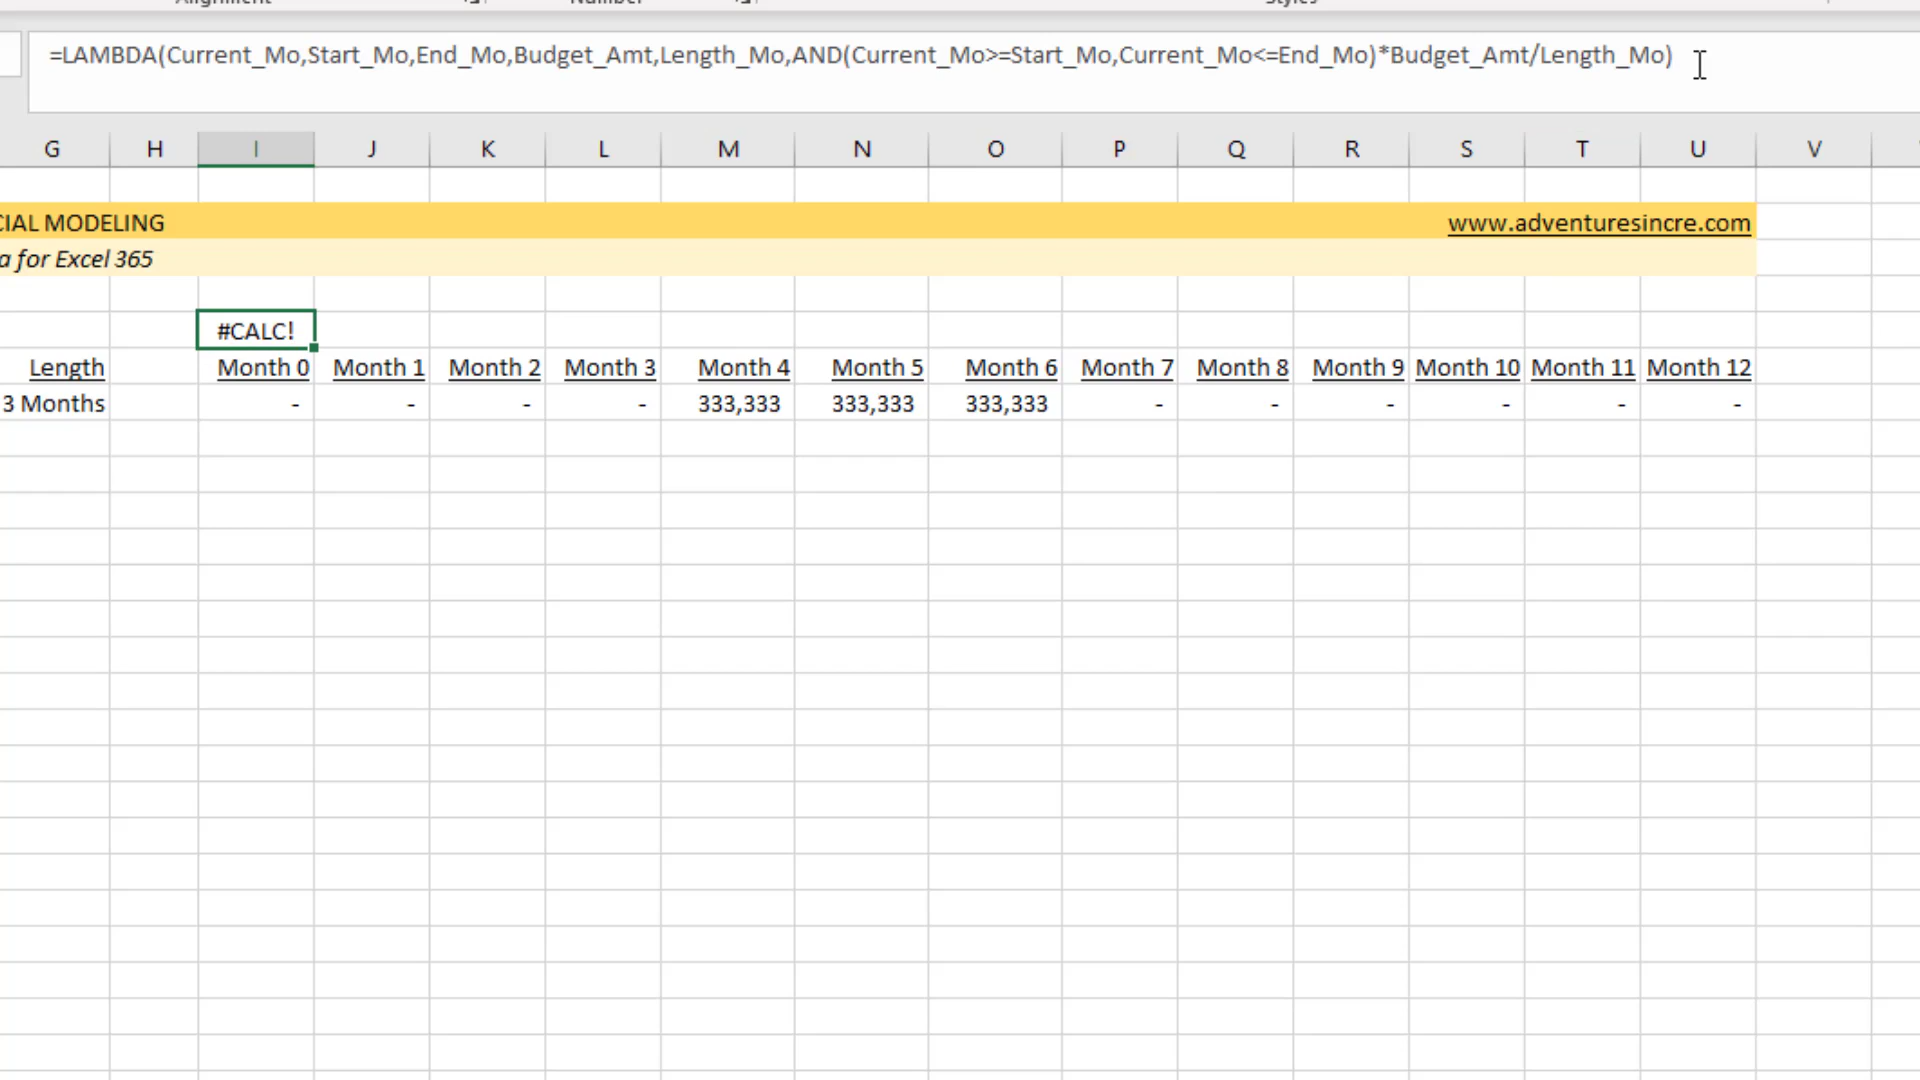 =LAMBDA(Current_Mo,Start_Mo,End_Mo,Budget_Amt,Length_Mo,AND(Current_Mo>=Start_Mo,Current_Mo<=End_Mo)*Budget_Amt/Length_Mo)
G H I J K L M N O P Q R S T U V
CIAL MODELING www.adventuresincre.com
a for Excel 365
#CALC!
Length Month 0 Month 1 Month 2 Month 3 Month 4 Month 5 Month 6 Month 7 Month 8 Month 9 Month 10 Month 11 Month 12
3 Months - - - - 333,333 333,333 333,333 - - - - - -